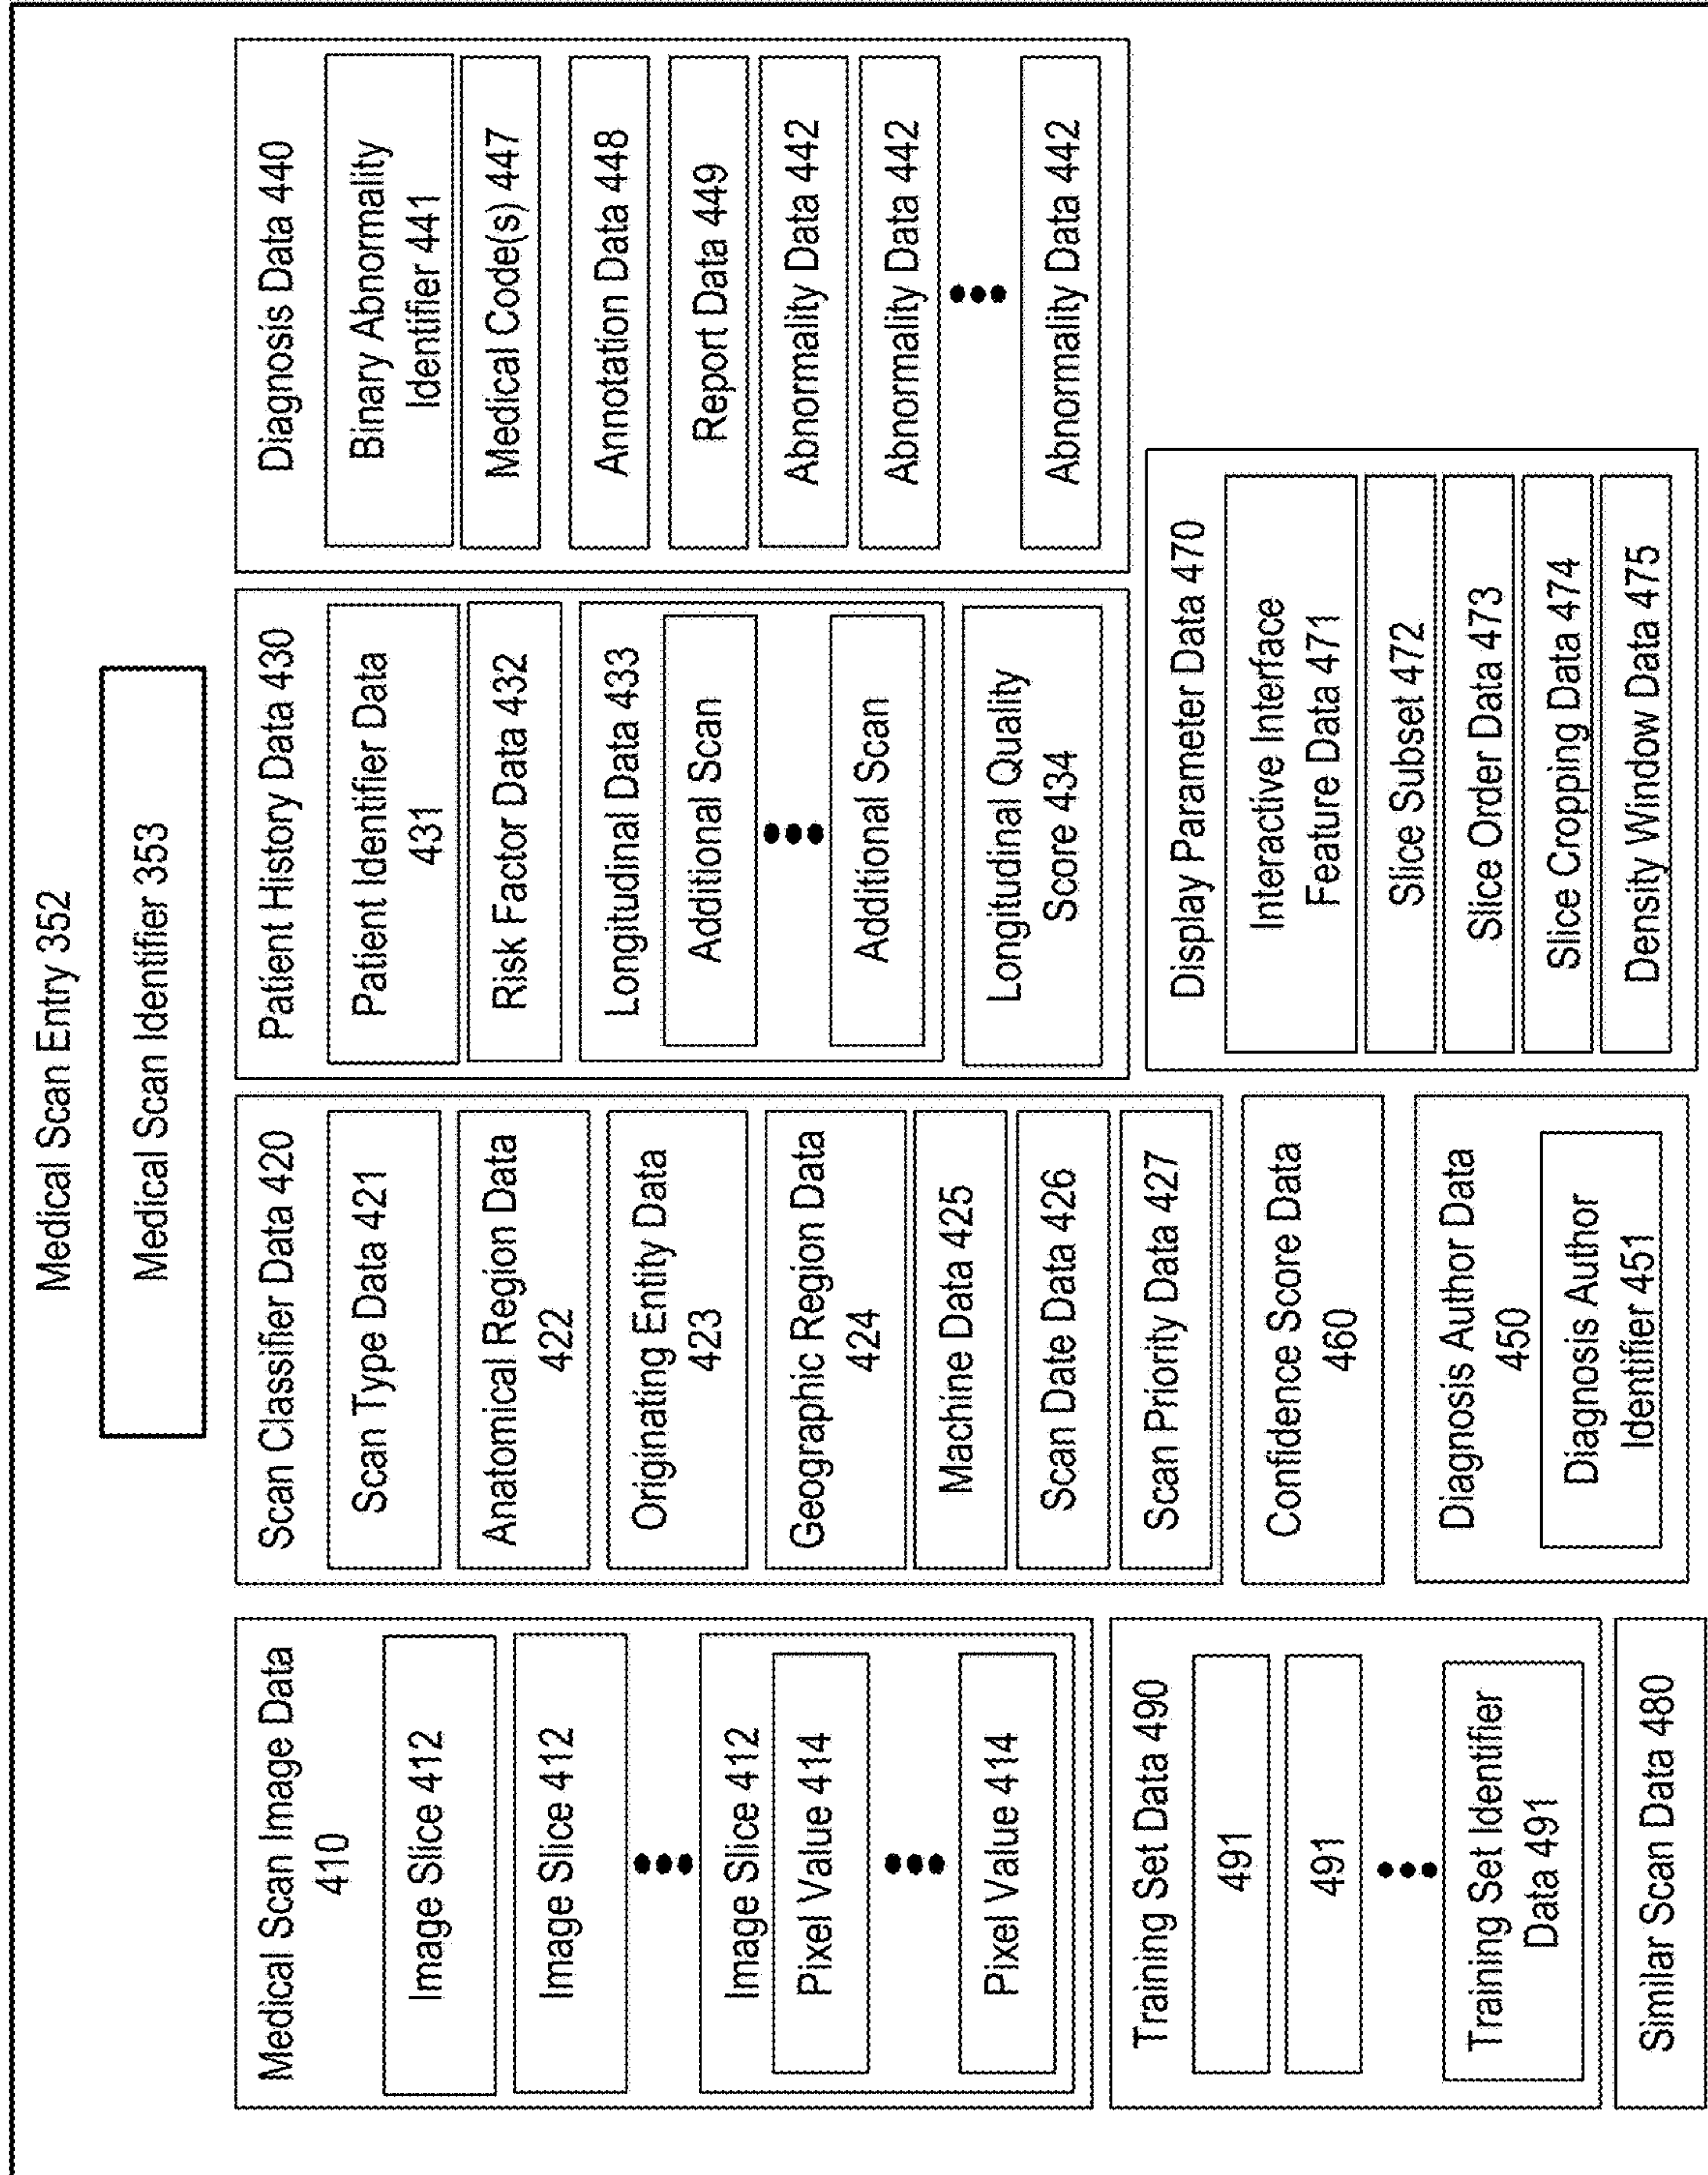 Medical Scan Entry 352
Medical Scan Identifier 353
Medical Scan Image Data
410
Image Slice 412
Image Slice 412
•••
Image Slice 412
Pixel Value 414
•••
Pixel Value 414
Training Set Data 490
491
491
•••
Training Set Identifier
Data 491
Similar Scan Data 480
Scan Classifier Data 420
Scan Type Data 421
Anatomical Region Data
422
Originating Entity Data
423
Geographic Region Data
424
Machine Data 425
Scan Date Data 426
Scan Priority Data 427
Confidence Score Data
460
Diagnosis Author Data
450
Diagnosis Author
Identifier 451
Patient History Data 430
Patient Identifier Data
431
Risk Factor Data 432
Longitudinal Data 433
Additional Scan
•••
Additional Scan
Longitudinal Quality
Score 434
Diagnosis Data 440
Binary Abnormality
Identifier 441
Medical Code(s) 447
Annotation Data 448
Report Data 449
Abnormality Data 442
Abnormality Data 442
•••
Abnormality Data 442
Display Parameter Data 470
Interactive Interface
Feature Data 471
Slice Subset 472
Slice Order Data 473
Slice Cropping Data 474
Density Window Data 475